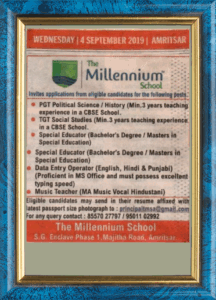 WEDNESDAY | 4 SEPTEMBER 2019 | AMRITSAR
The
Millennium
School
Invites applications from eligible candidates for the following posts.
• PGT Political Science / History (Min.3 years teaching
experience in a CBSE School.
• TGT Social Studies (Min.3 years teaching experience
in a CBSE School.
• Special Educator (Bachelor's Degree / Masters in
Special Education)
• Special Educator (Bachelor's Degree / Masters in
Special Education)
• Data Entry Operator (English, Hindi & Punjabi)
(Proficient in MS Office and must possess excellent
typing speed)
• Music Teacher (MA Music Vocal Hindustani)
Eligible candidates may send in their resume affixed with
latest passport size photograph to :
For any query contact : 85570 27797 / 95011 02992
The Millennium School
S.G. Enclave Phase 1, Majitha Road, Amritsar.